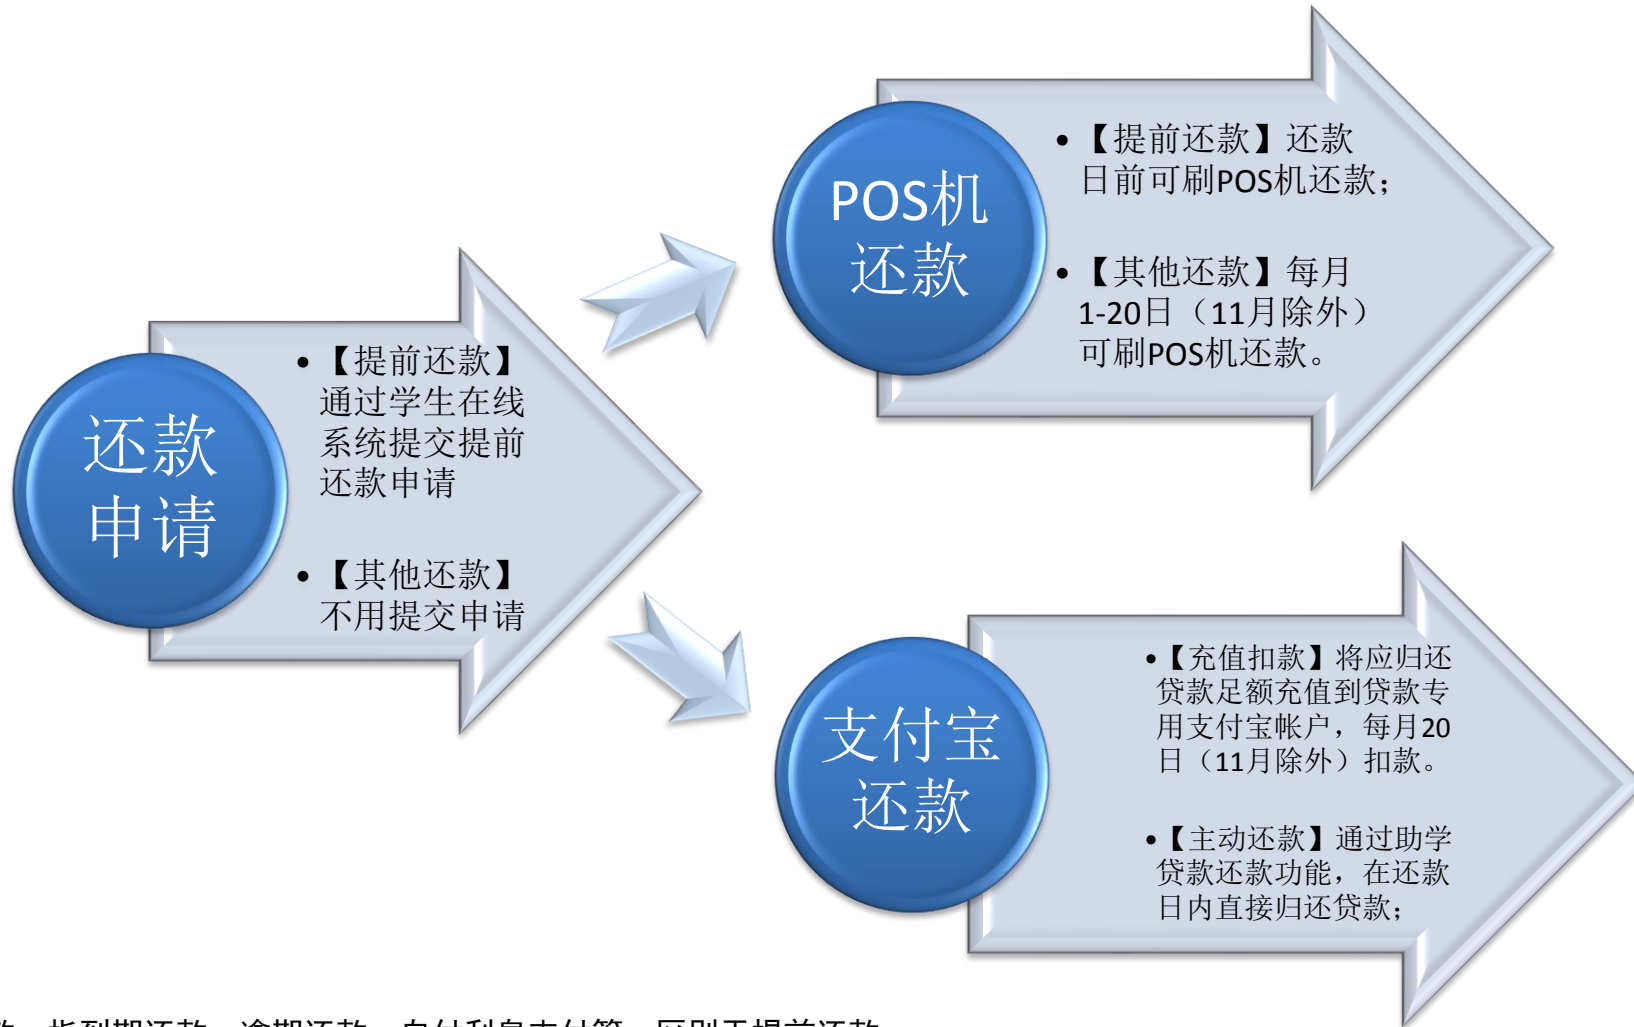 还款
申请
• 【提前还款】
通过学生在线
系统提交提前
还款申请
• 【其他还款】
不用提交申请
POS机
还款
• 【提前还款】还款
日前可刷POS机还款；
• 【其他还款】每月
1-20日（11月除外）
可刷POS机还款。
支付宝
还款
•【充值扣款】将应归还
贷款足额充值到贷款专
用支付宝帐户，每月20
日（11月除外）扣款。
•【主动还款】通过助学
贷款还款功能，在还款
日内直接归还贷款；